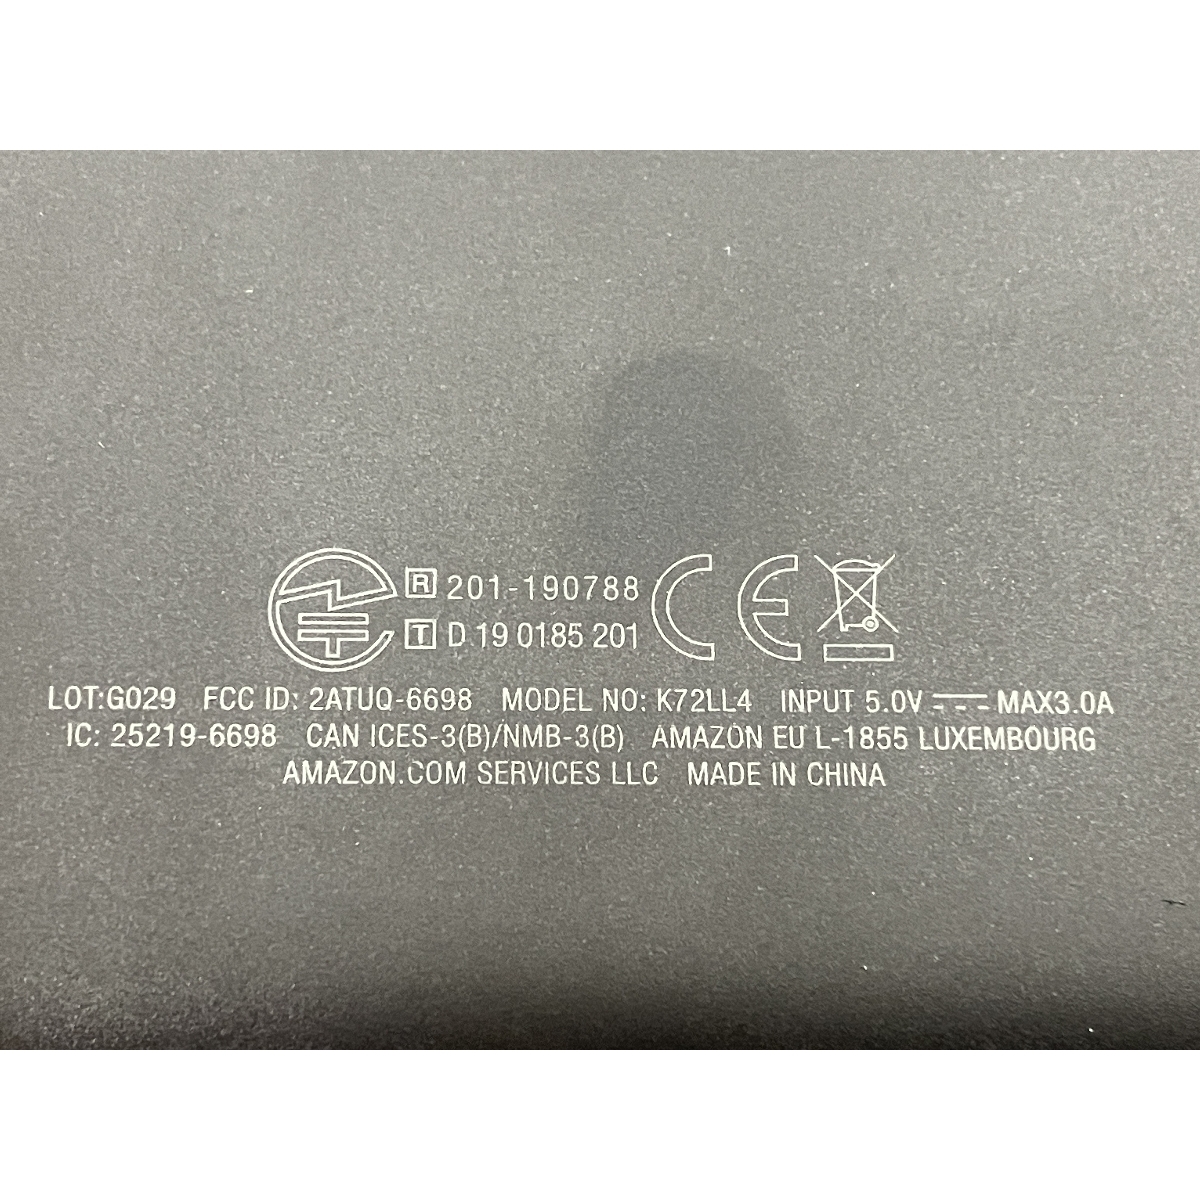 R 201-190788
T D 19 0185 201
LOT:G029 FCC ID: 2ATUQ-6698 MODEL NO: K72LL4 INPUT 5.0V ⎓ MAX3.0A
IC: 25219-6698 CAN ICES-3(B)/NMB-3(B) AMAZON EU L-1855 LUXEMBOURG
AMAZON.COM SERVICES LLC MADE IN CHINA